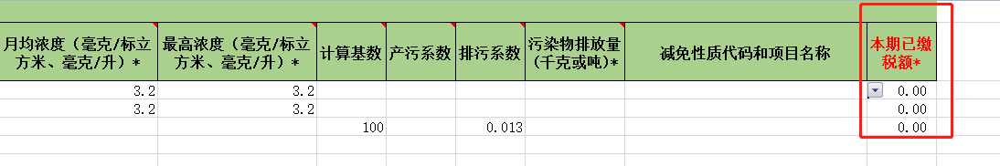 月均浓度（毫克/标立
方米、毫克/升）*
最高浓度（毫克/标立
方米、毫克/升）*
计算基数
产污系数
排污系数
污染物排放量
(千克或吨)*
减免性质代码和项目名称
本期已缴
税额*
3.2 3.2 0.00
3.2 3.2 0.00
100 0.013 0.00